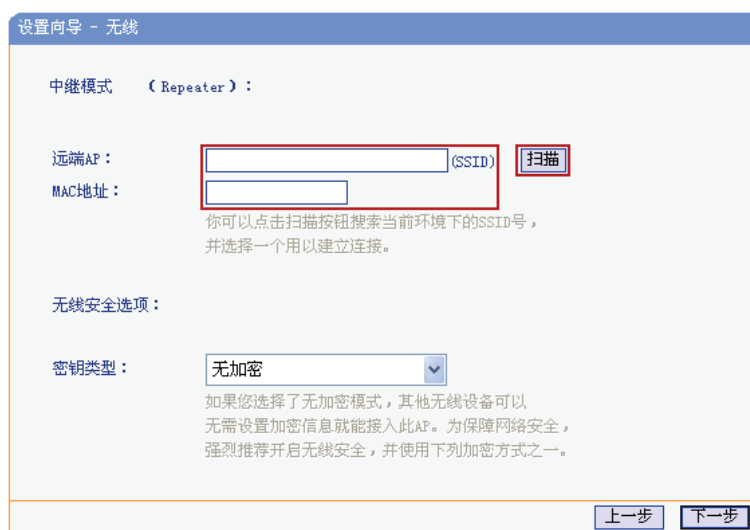 设置向导 - 无线
中继模式 （Repeater）：
远端AP： (SSID) 扫描
MAC地址：
你可以点击扫描按钮搜索当前环境下的SSID号，
并选择一个用以建立连接。
无线安全选项：
密钥类型： 无加密
如果您选择了无加密模式，其他无线设备可以
无需设置加密信息就能接入此AP。为保障网络安全，
强烈推荐开启无线安全，并使用下列加密方式之一。
上一步 下一步